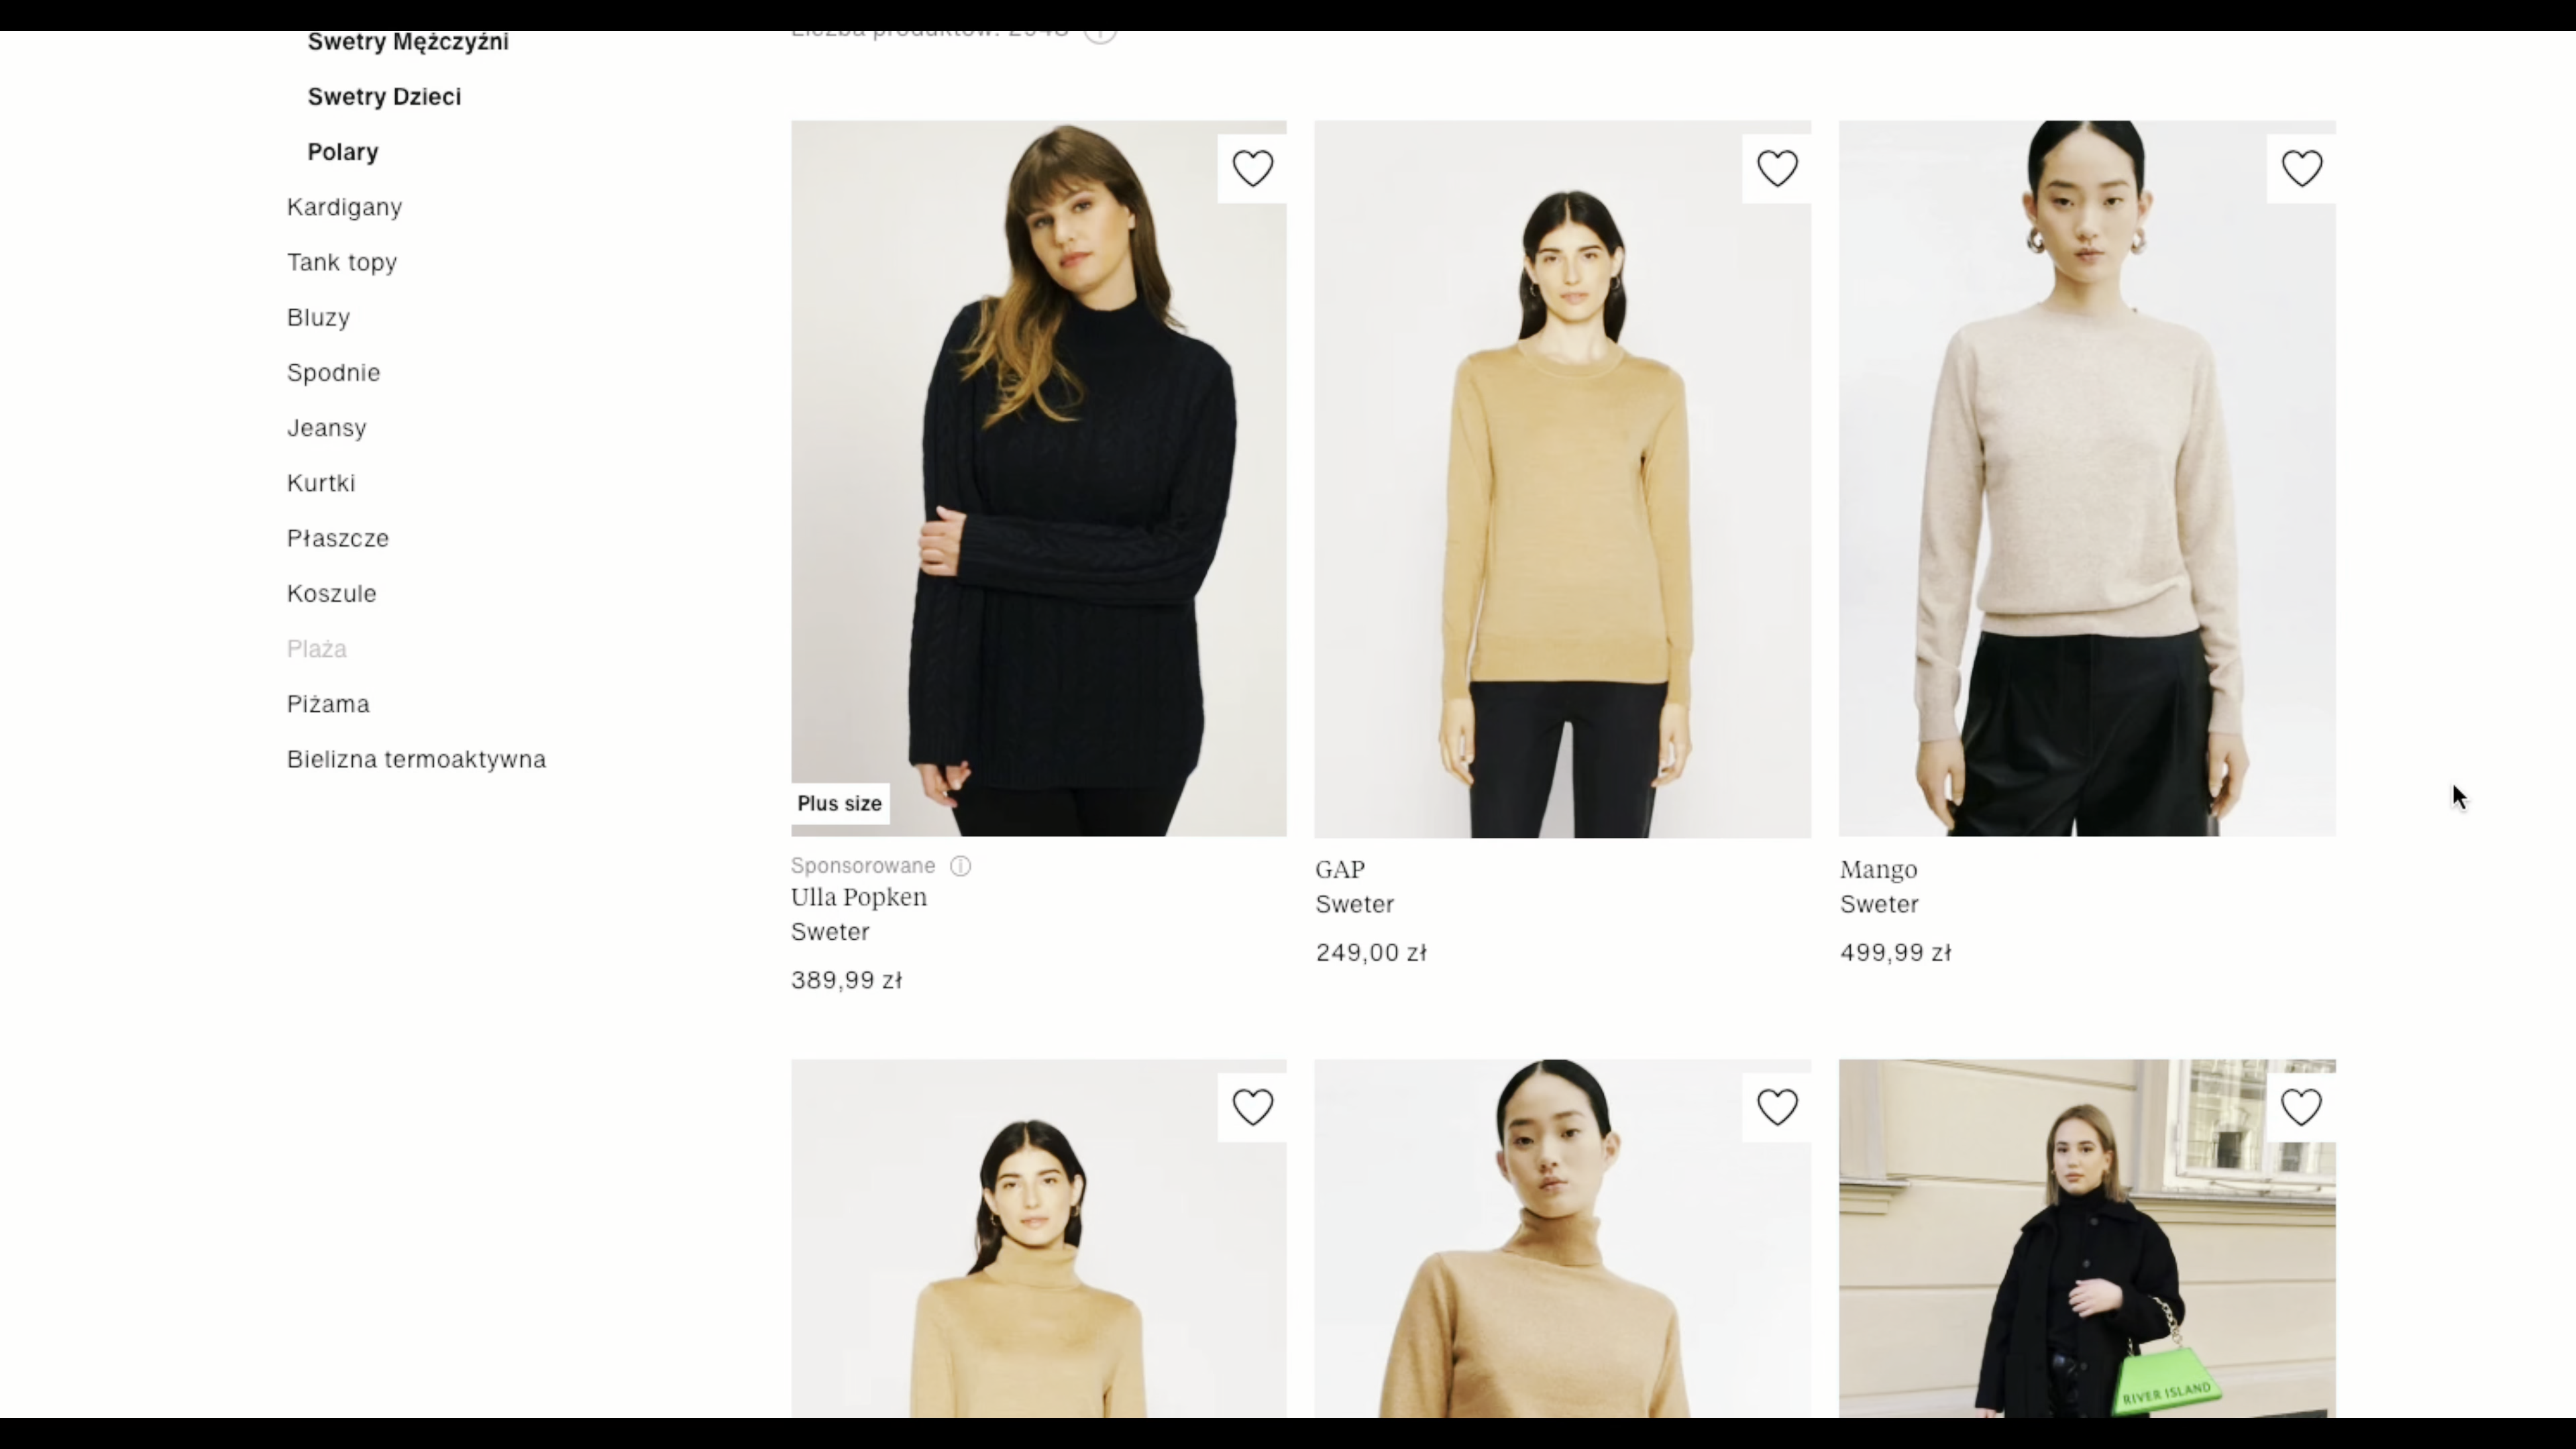 Swetry Mężczyźni
Swetry Dzieci
Polary
Kardigany
Tank topy
Bluzy
Spodnie
Jeansy
Kurtki
Płaszcze
Koszule
Plaża
Piżama
Bielizna termoaktywna
Liczba produktów:
Plus size
Sponsorowane
Ulla Popken
Sweter
389,99 zł
GAP
Sweter
249,00 zł
Mango
Sweter
499,99 zł
RIVER ISLAND